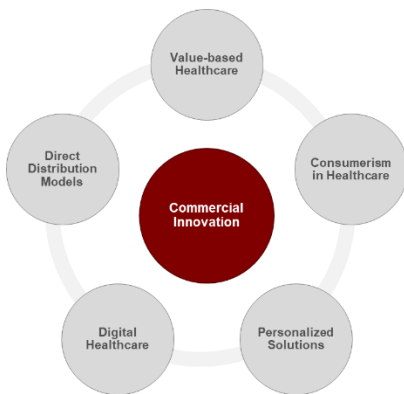 Value-based
Healthcare
Direct
Distribution
Models
Consumerism
in Healthcare
Commercial
Innovation
Digital
Healthcare
Personalized
Solutions